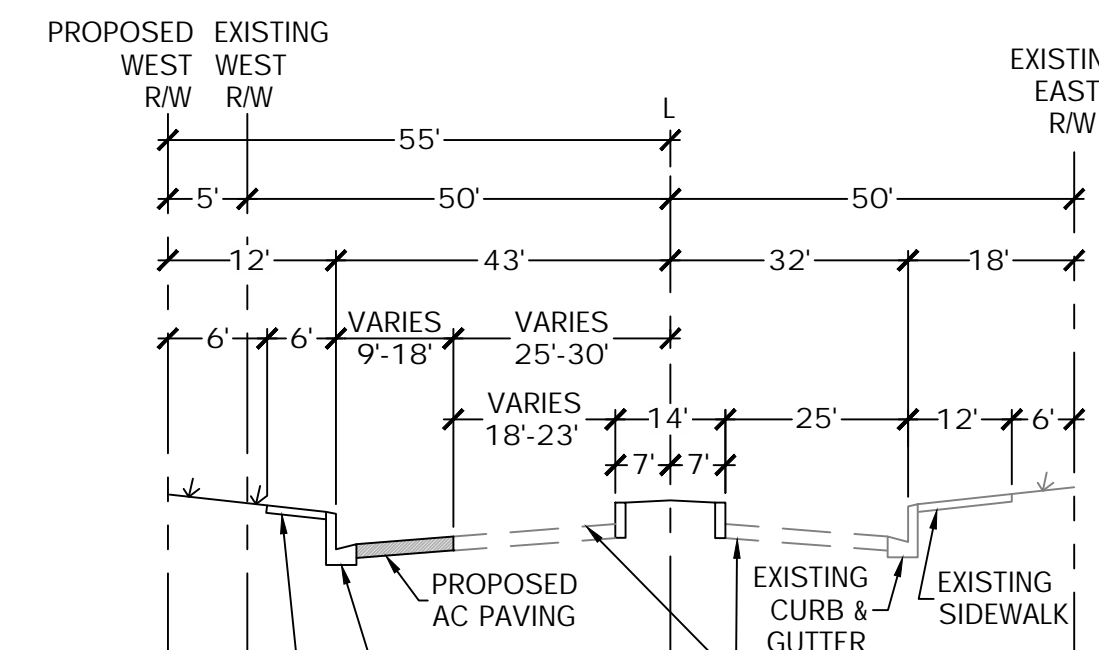 PROPOSED EXISTING
WEST WEST
R/W R/W
EXISTIN
EAST
R/W
L
55'
5' 50' 50'
12' 43' 32' 18'
6' 6' VARIES VARIES
9'-18' 25'-30'
VARIES
18'-23' 14' 25' 12' 6'
7' 7'
PROPOSED
AC PAVING
EXISTING
CURB &
GUTTER
EXISTING
SIDEWALK